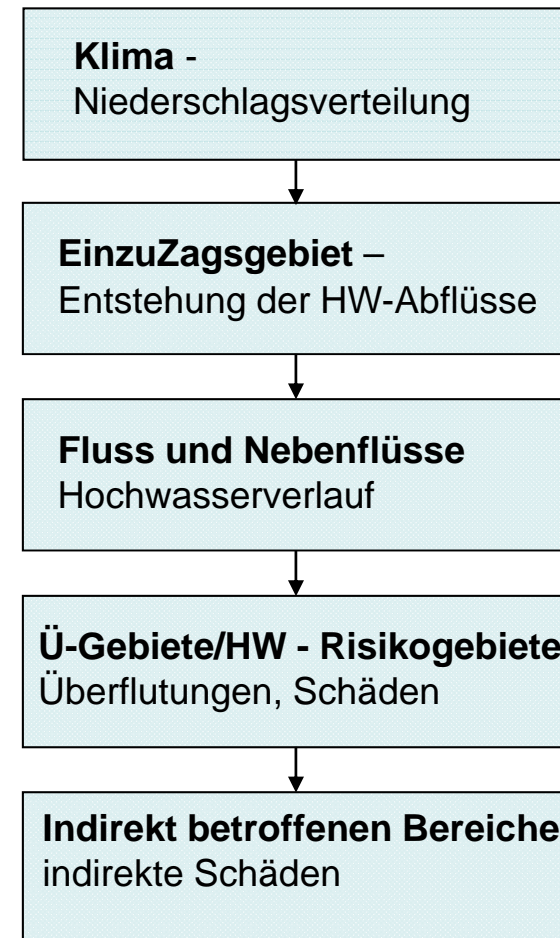 Klima -
Niederschlagsverteilung
EinzuZagsgebiet –
Entstehung der HW-Abflüsse
Fluss und Nebenflüsse
Hochwasserverlauf
Ü-Gebiete/HW - Risikogebiete
Überflutungen, Schäden
Indirekt betroffenen Bereiche
indirekte Schäden